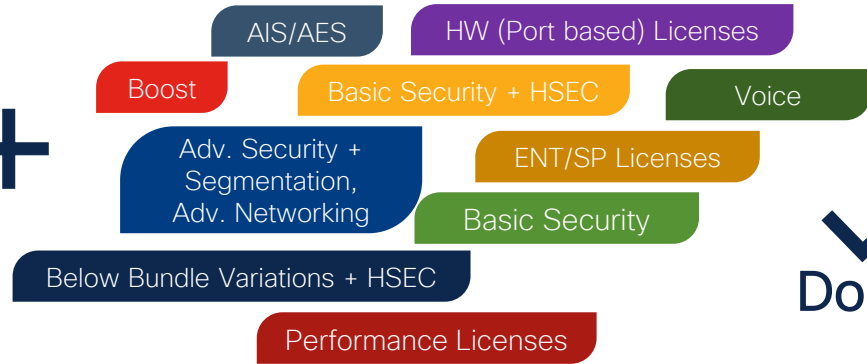 AIS/AES
HW (Port based) Licenses
Boost
Basic Security + HSEC
Voice
+
Adv. Security +
Segmentation,
Adv. Networking
ENT/SP Licenses
Basic Security
Below Bundle Variations + HSEC
Do
Performance Licenses